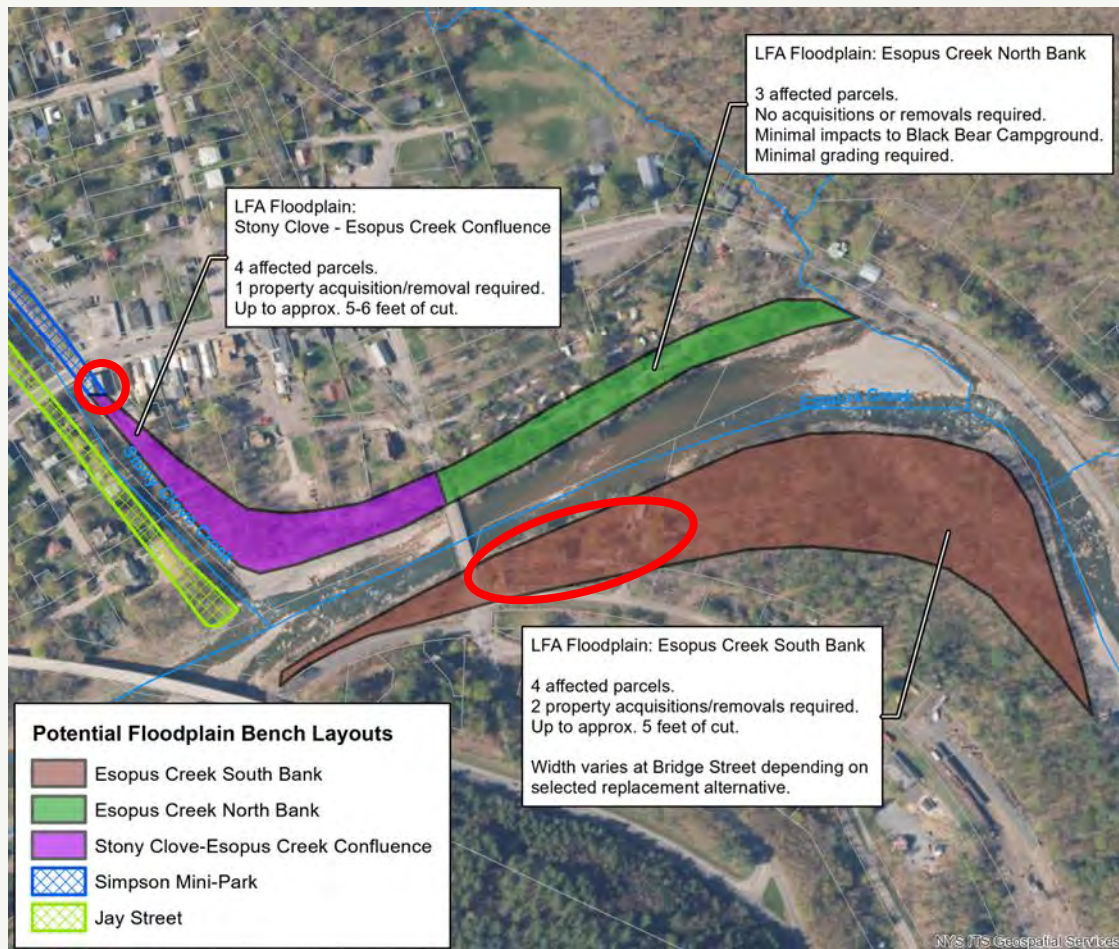 LFA Floodplain: Esopus Creek North Bank
3 affected parcels.
No acquisitions or removals required.
Minimal impacts to Black Bear Campground.
Minimal grading required.
LFA Floodplain:
Stony Clove - Esopus Creek Confluence
4 affected parcels.
1 property acquisition/removal required.
Up to approx. 5-6 feet of cut.
Esopus Creek
Stony Clove Creek
LFA Floodplain: Esopus Creek South Bank
4 affected parcels.
2 property acquisitions/removals required.
Up to approx. 5 feet of cut.
Width varies at Bridge Street depending on
selected replacement alternative.
Potential Floodplain Bench Layouts
Esopus Creek South Bank
Esopus Creek North Bank
Stony Clove-Esopus Creek Confluence
Simpson Mini-Park
Jay Street
NYS ITS Geospatial Services